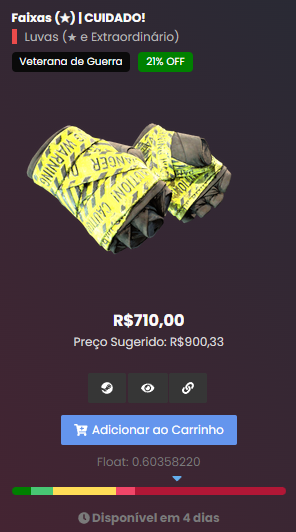 Faixas (★) | CUIDADO!
Luvas (★ e Extraordinário)
Veterana de Guerra
21% OFF
WARNING
CAUTION
R$710,00
Preço Sugerido: R$900,33
Adicionar ao Carrinho
Float: 0.60358220
Disponível em 4 dias